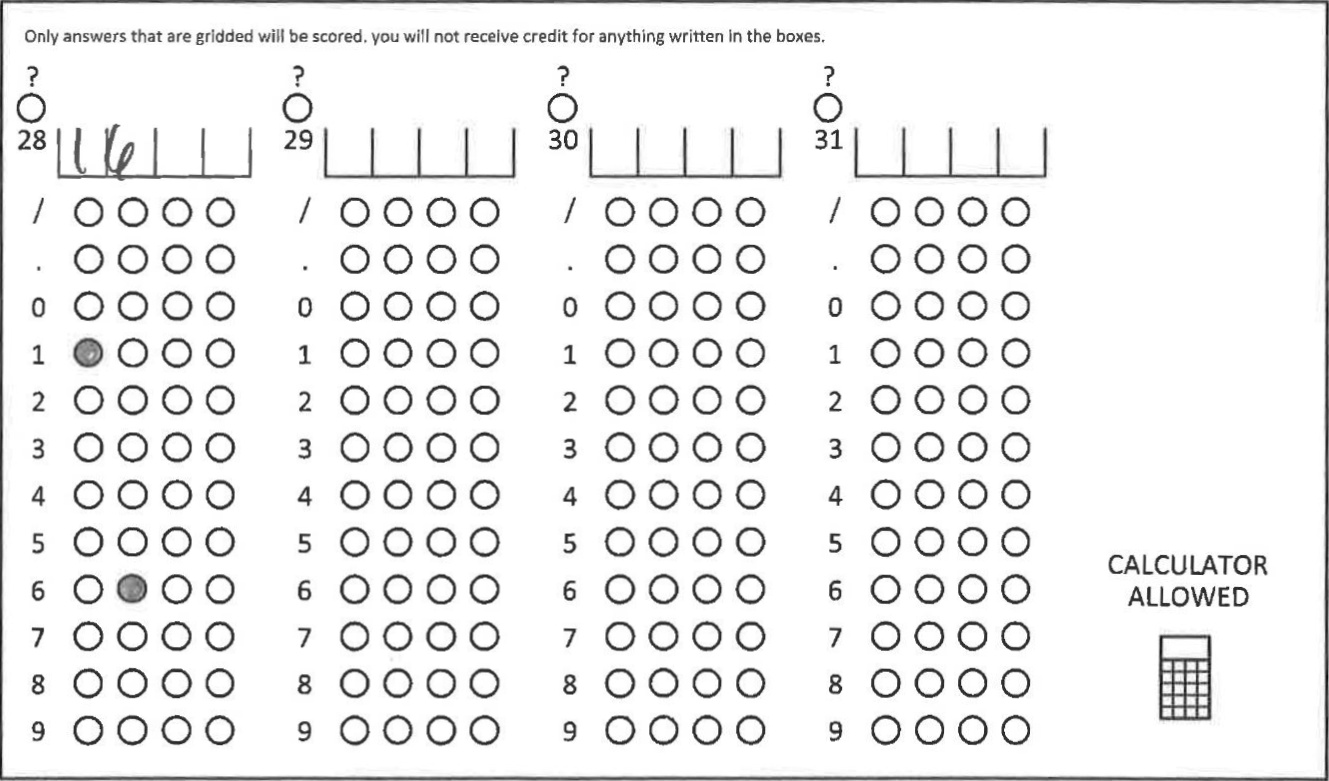 Only answers that are gridded will be scored. you will not receive credit for anything written in the boxes.
? ? ? ?
28 16 29 30 31
/ / / /
. . . .
0 0 0 0
1 1 1 1
2 2 2 2
3 3 3 3
4 4 4 4
5 5 5 5
CALCULATOR
6 6 6 6
ALLOWED
7 7 7 7
8 8 8 8
9 9 9 9